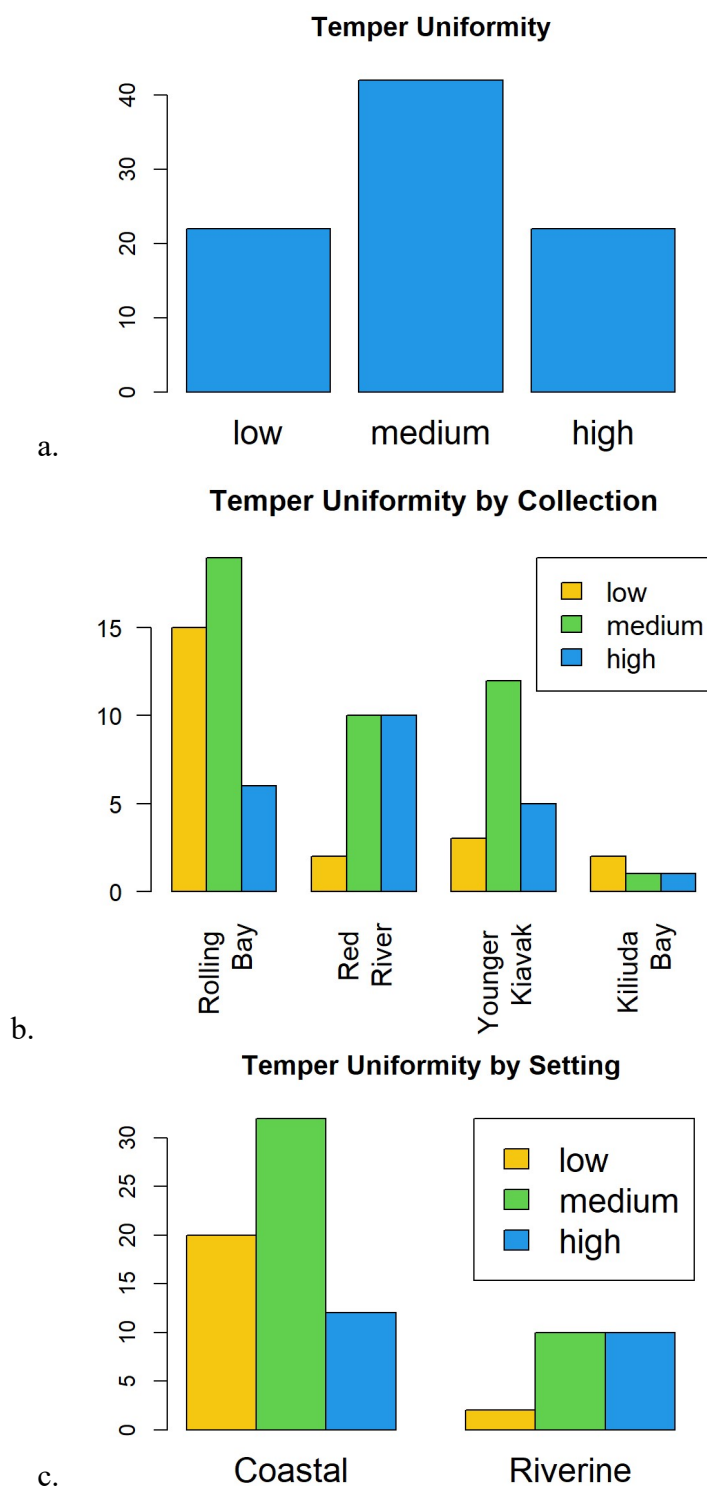 Temper Uniformity
40
30
20
10
0
low medium high
a.
Temper Uniformity by Collection
low
medium
high
15
10
5
0
Rolling
Bay
Red
River
Younger
Kiavak
Kiliuda
Bay
b.
Temper Uniformity by Setting
low
medium
high
30
25
20
15
10
5
0
Coastal Riverine
c.